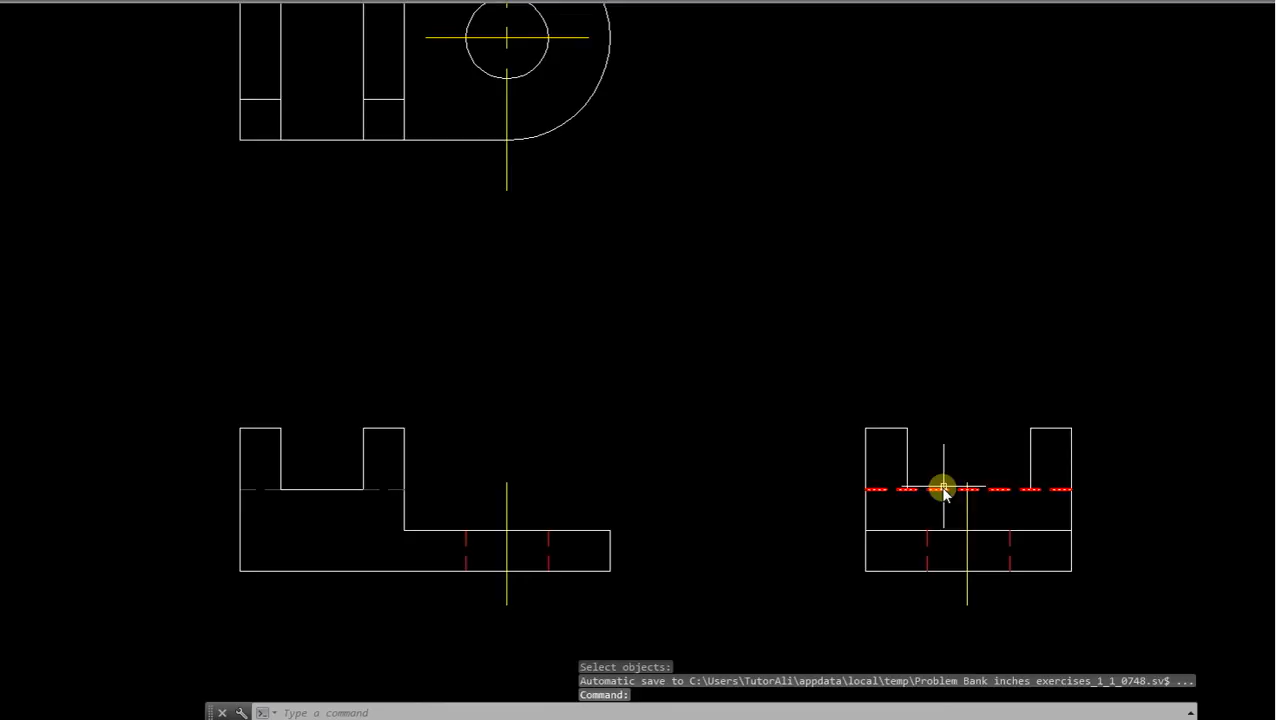 Select objects:
Automatic save to C:\Users\TutorAli\appdata\local\temp\Problem Bank inches exercises_1_1_0748.sv$ ...
Command:
Type a command